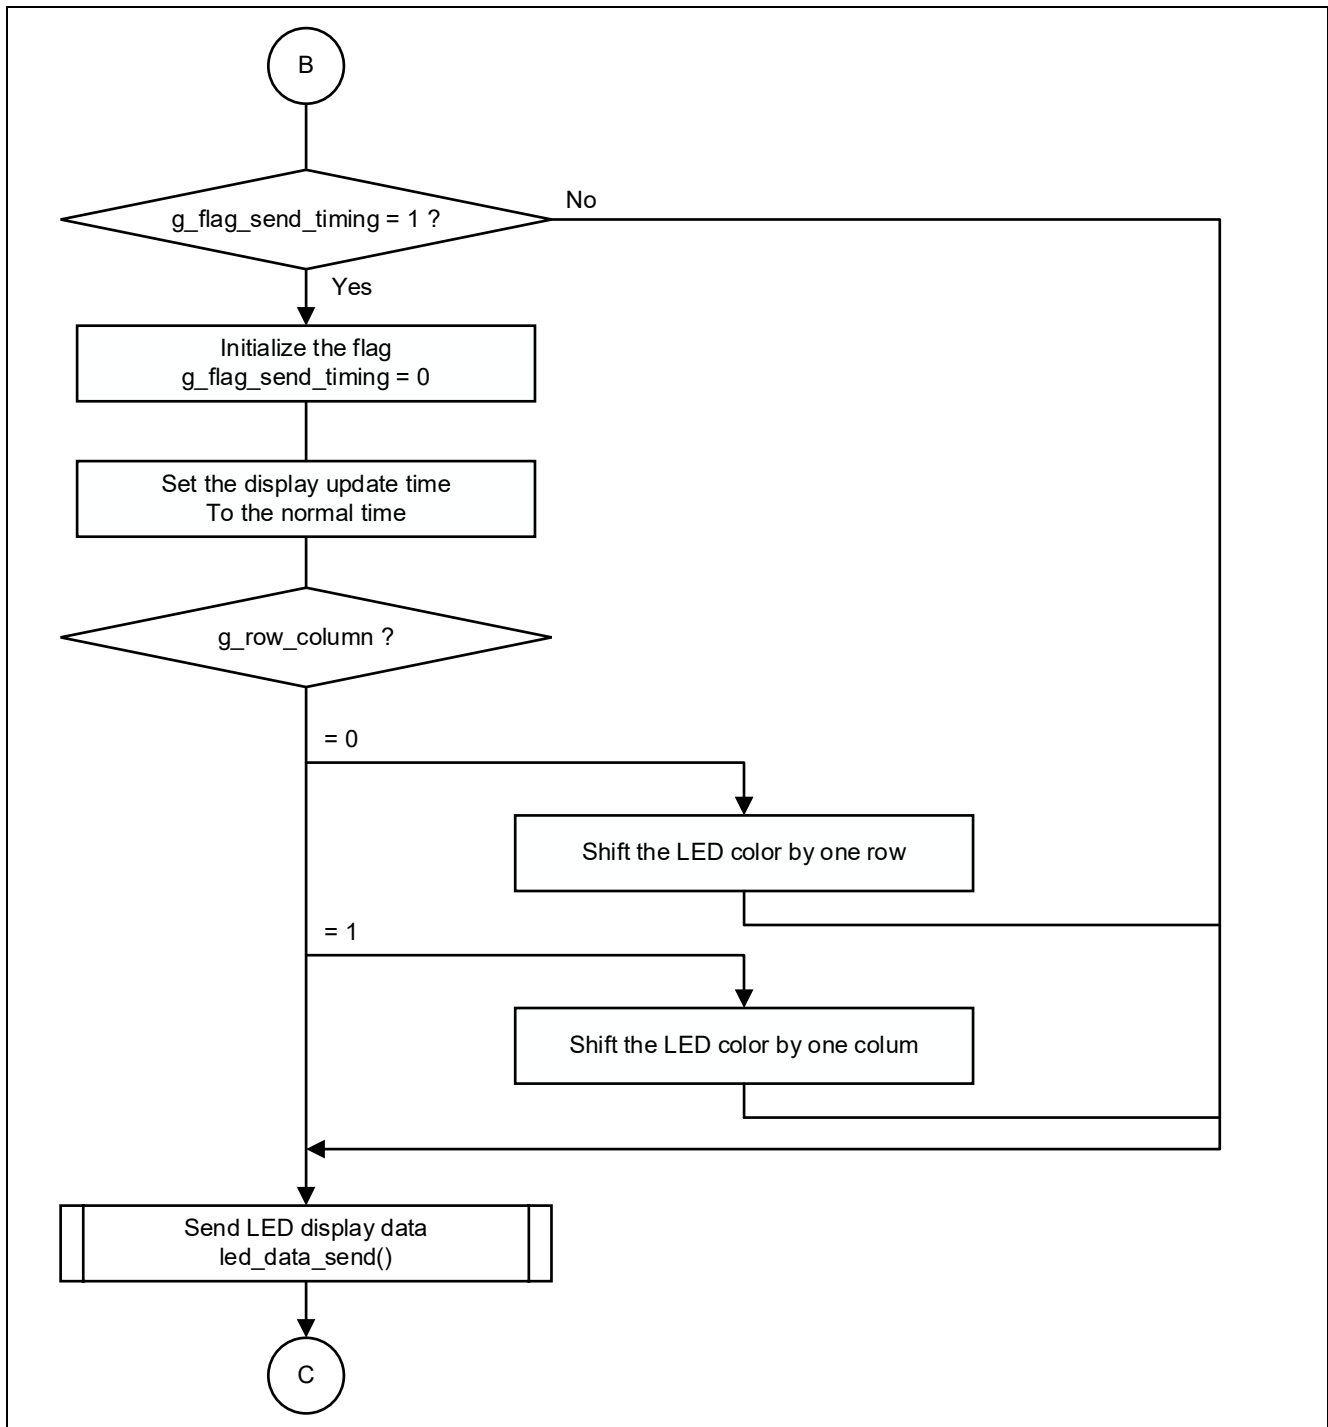 B
g_flag_send_timing = 1 ?
No
Yes
Initialize the flag
g_flag_send_timing = 0
Set the display update time
To the normal time
g_row_column ?
= 0
Shift the LED color by one row
= 1
Shift the LED color by one colum
Send LED display data
led_data_send()
C